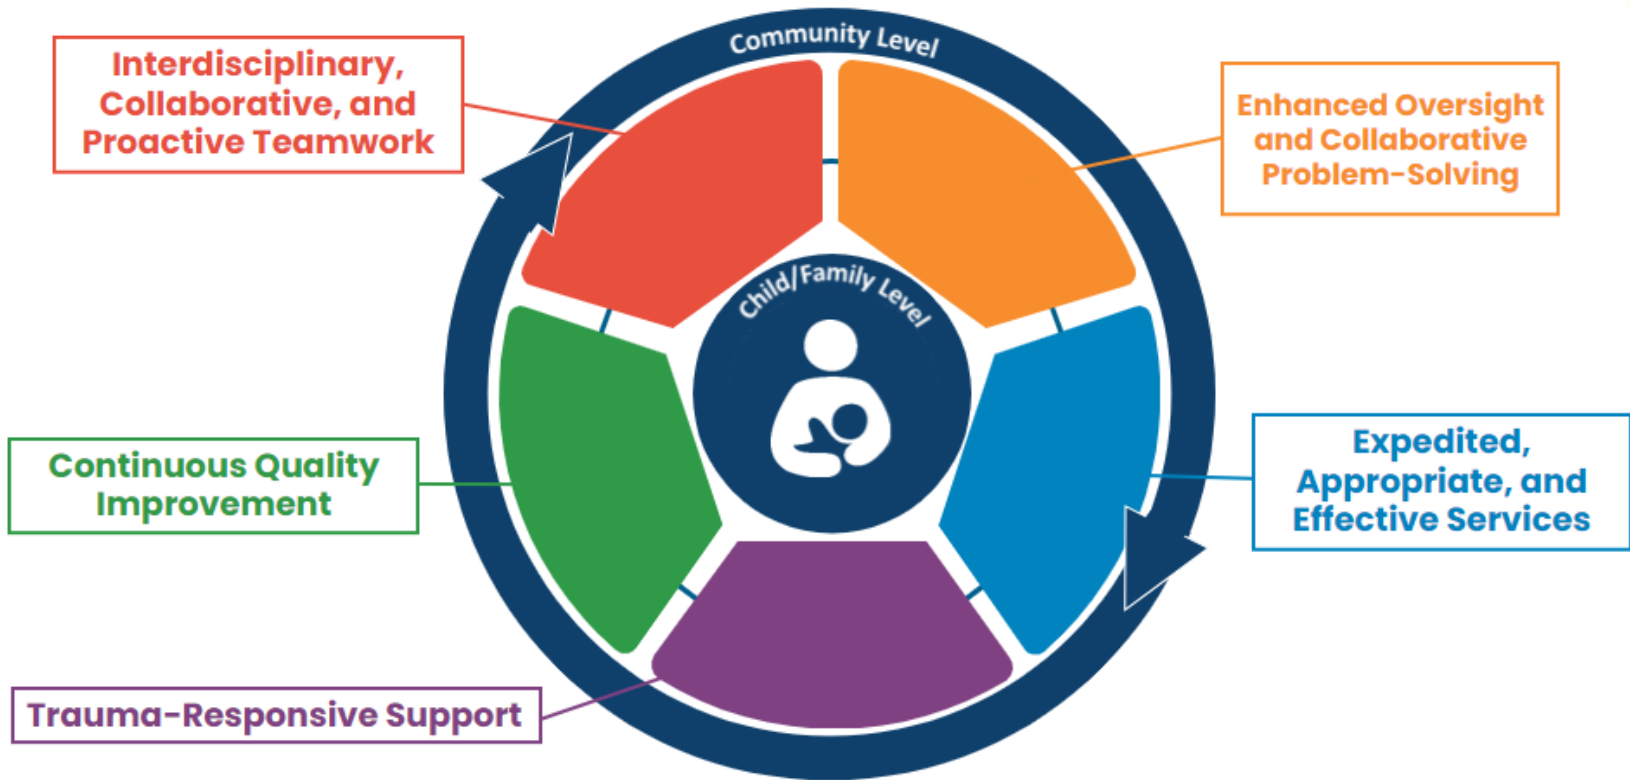 Community Level
Interdisciplinary,
Collaborative, and
Proactive Teamwork
Enhanced Oversight
and Collaborative
Problem-Solving
Child/Family Level
Continuous Quality
Improvement
Expedited,
Appropriate, and
Effective Services
Trauma-Responsive Support